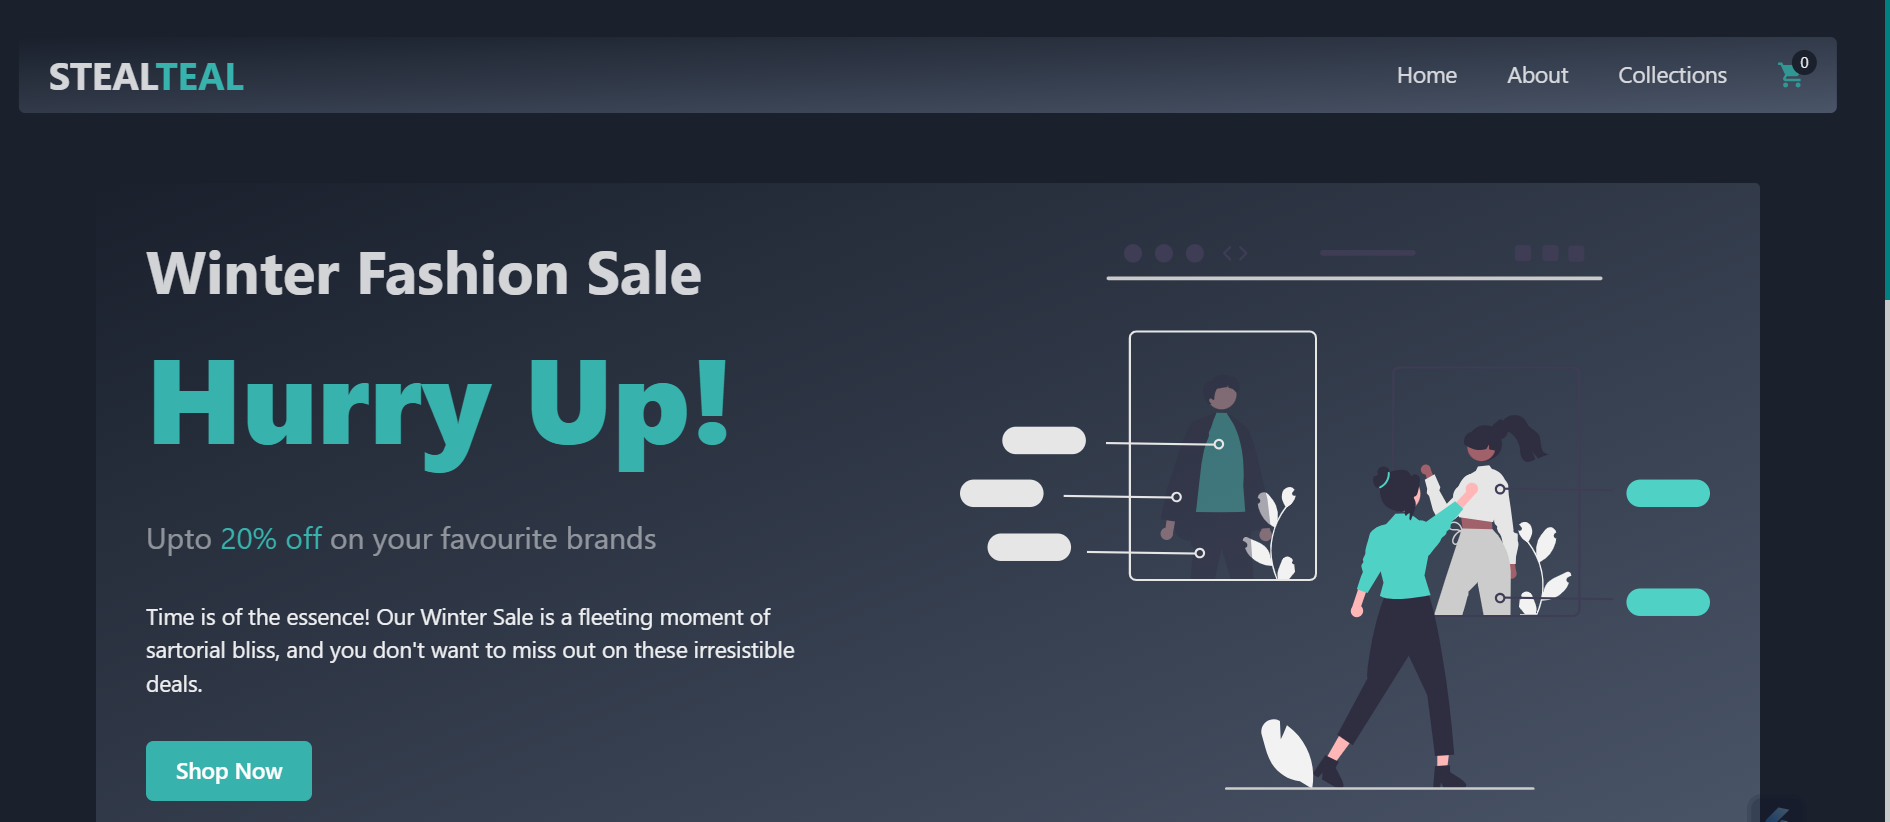 STEALTEAL
Home
About
Collections
0
Winter Fashion Sale
Hurry Up!
Upto 20% off on your favourite brands
Time is of the essence! Our Winter Sale is a fleeting moment of
sartorial bliss, and you don't want to miss out on these irresistible
deals.
Shop Now